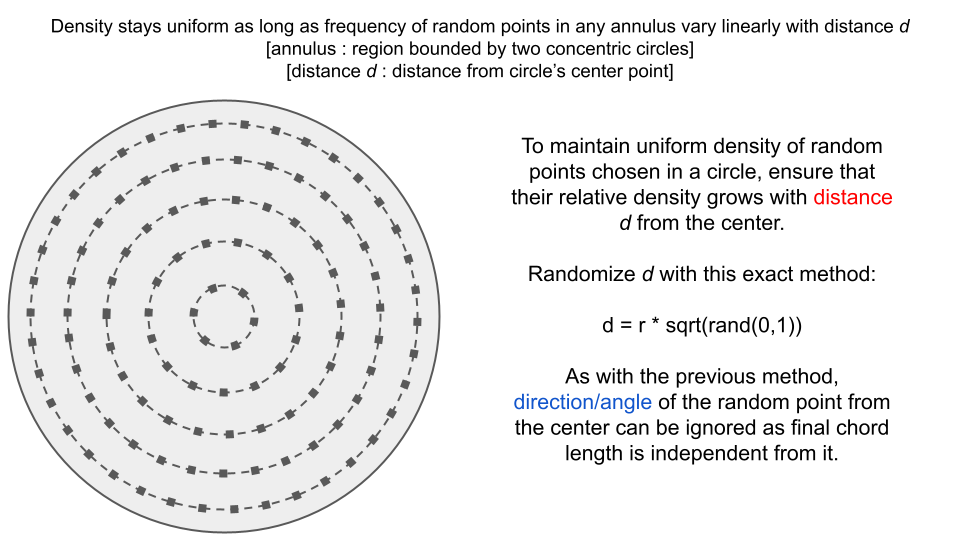 Density stays uniform as long as frequency of random points in any annulus vary linearly with distance d
[annulus : region bounded by two concentric circles]
[distance d : distance from circle's center point]
To maintain uniform density of random
points chosen in a circle, ensure that
their relative density grows with distance
d from the center.
Randomize d with this exact method:
d = r * sqrt(rand(0,1))
As with the previous method,
direction/angle of the random point from
the center can be ignored as final chord
length is independent from it.